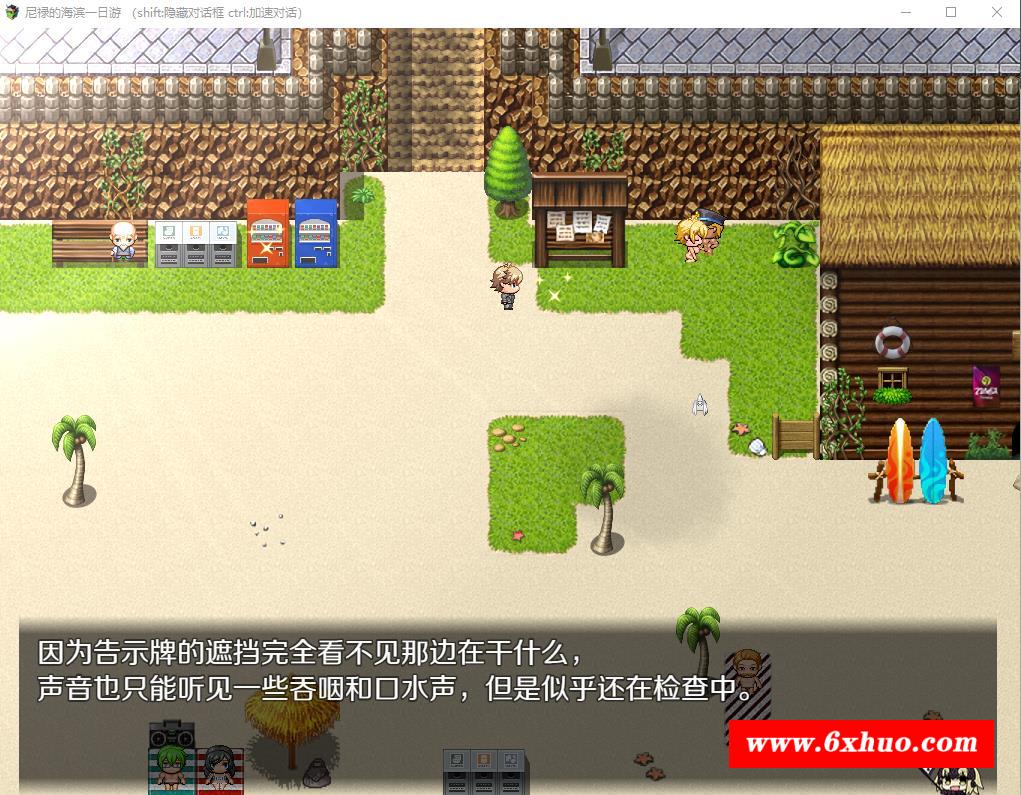 尼禄的海滨一日游 （shift:隐藏对话框 ctrl:加速对话）
因为告示牌的遮挡完全看不见那边在干什么，
声音也只能听见一些吞咽和口水声，但是似乎还在检查中。
www.6xhuo.com